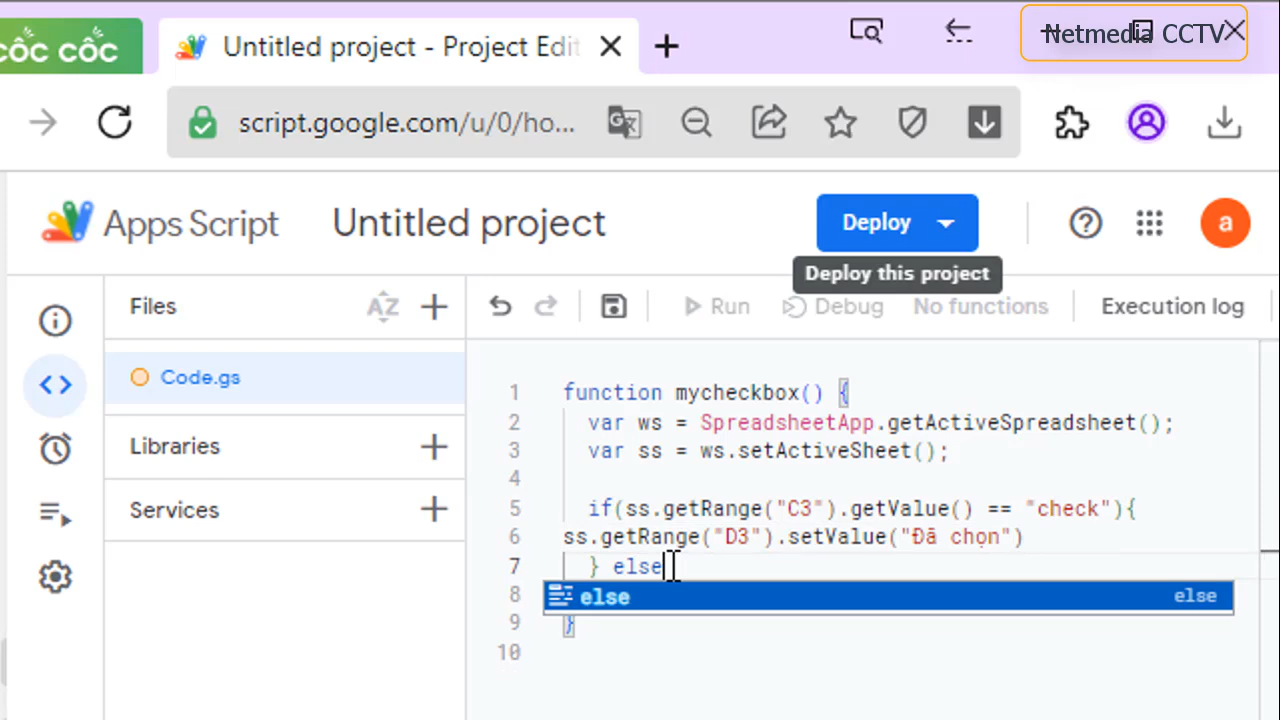 cốc cốc
Untitled project - Project Edit
Netmedia CCTV
script.google.com/u/0/ho...
Apps Script
Untitled project
Deploy
a
Deploy this project
Files
AZ
Run
Debug
No functions
Execution log
Code.gs
Libraries
Services
1 function mycheckbox() {
2 var ws = SpreadsheetApp.getActiveSpreadsheet();
3 var ss = ws.setActiveSheet();
4
5 if(ss.getRange("C3").getValue() == "check"){
6 ss.getRange("D3").setValue("Đã chọn")
7 } else
8 else else
9 }
10